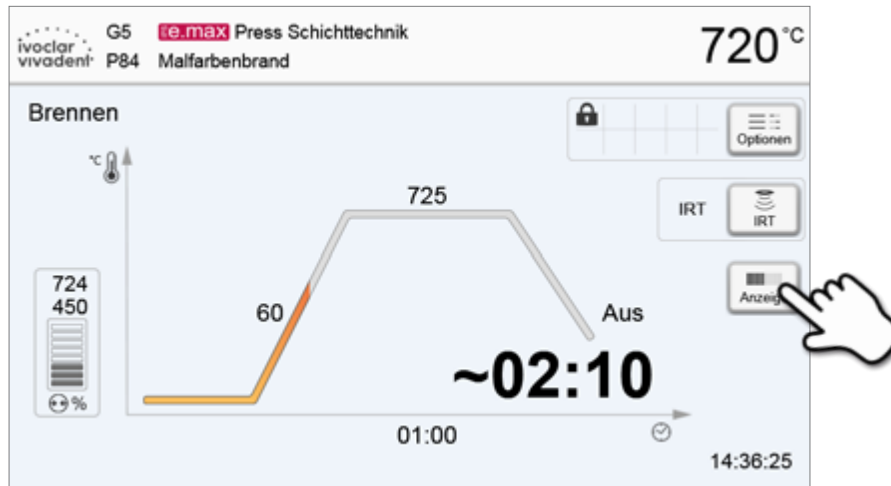 ivoclar
vivadent
G5 IPS e.max Press Schichttechnik
P84 Malfarbenbrand
720°C
Brennen
Optionen
°C
725
IRT IRT
724
450
60
Aus
~02:10
%
01:00
14:36:25